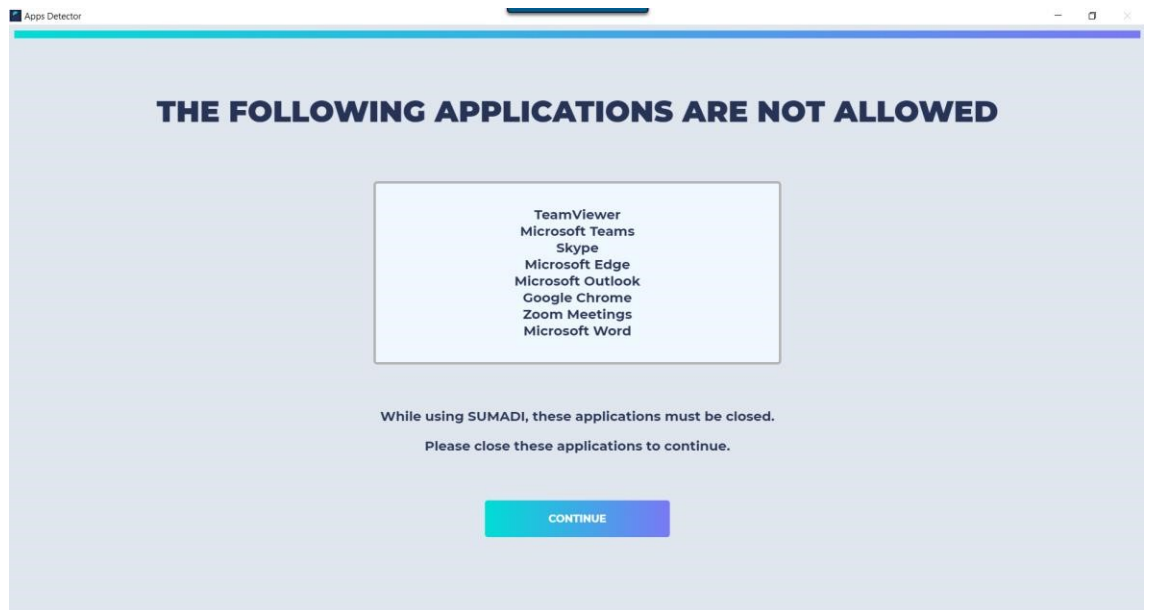 Apps Detector
THE FOLLOWING APPLICATIONS ARE NOT ALLOWED
TeamViewer
Microsoft Teams
Skype
Microsoft Edge
Microsoft Outlook
Google Chrome
Zoom Meetings
Microsoft Word
While using SUMADI, these applications must be closed.
Please close these applications to continue.
CONTINUE